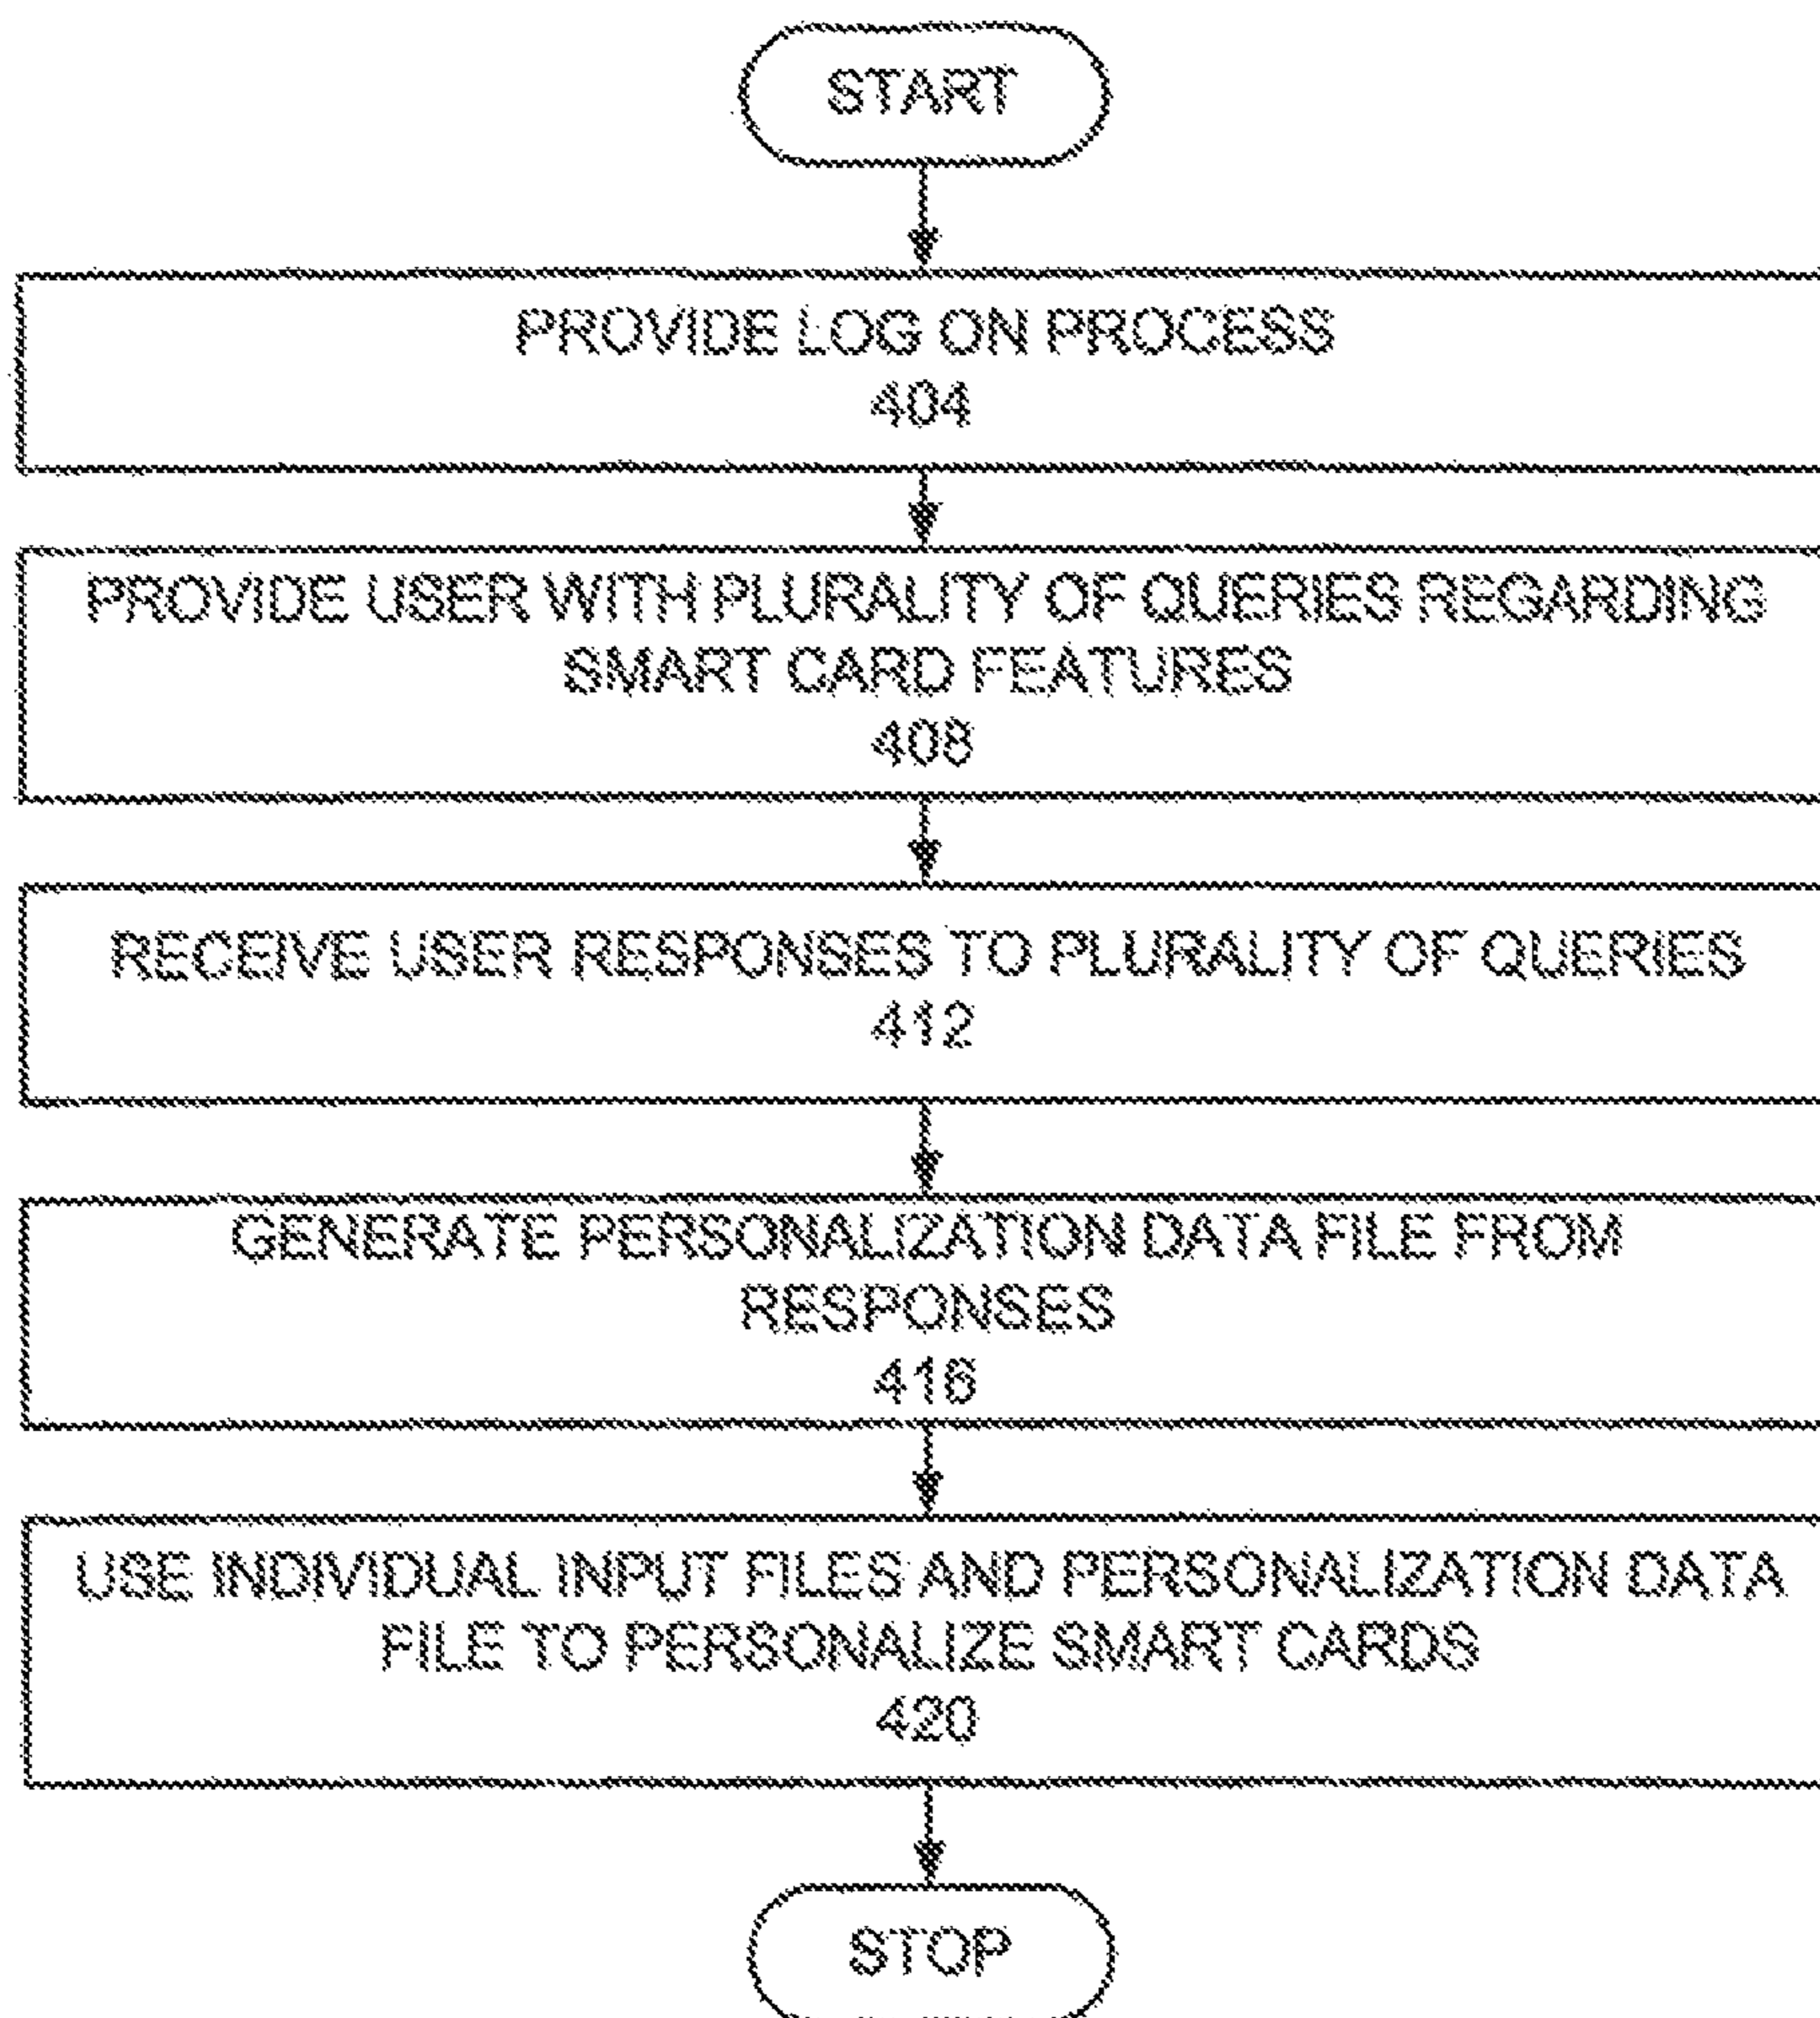 START
PROVIDE LOG ON PROCESS
404
PROVIDE USER WITH PLURALITY OF QUERIES REGARDING
SMART CARD FEATURES
408
RECEIVE USER RESPONSES TO PLURALITY OF QUERIES
412
GENERATE PERSONALIZATION DATA FILE FROM
RESPONSES
416
USE INDIVIDUAL INPUT FILES AND PERSONALIZATION DATA
FILE TO PERSONALIZE SMART CARDS
420
STOP